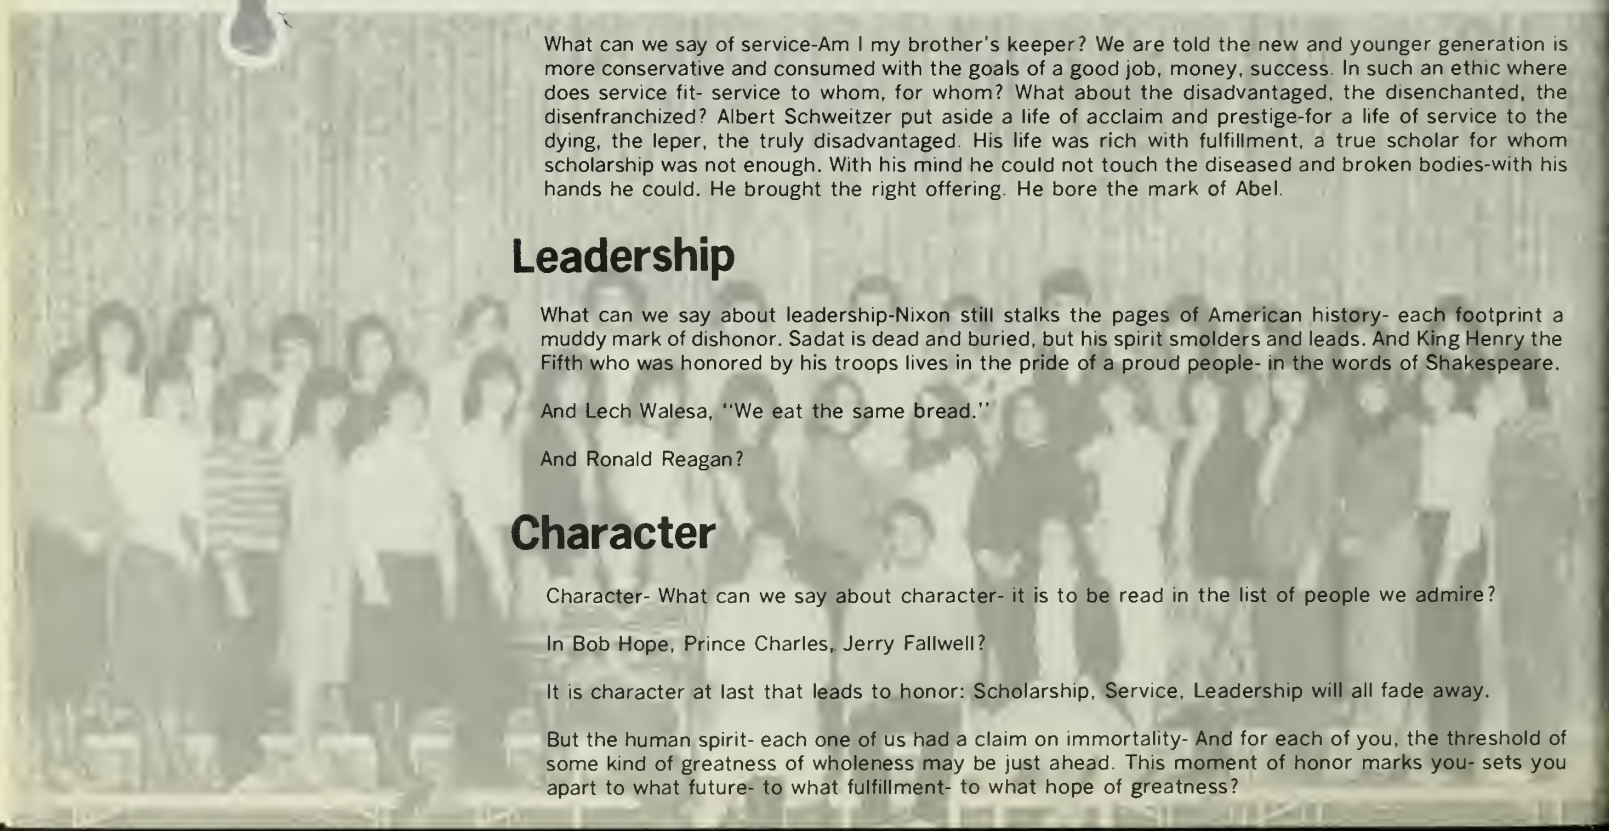 What can we say of service-Am I my brother's keeper? We are told the new and younger generation is
more conservative and consumed with the goals of a good job, money, success. In such an ethic where
does service fit- service to whom, for whom? What about the disadvantaged, the disenchanted, the
disenfranchized? Albert Schweitzer put aside a life of acclaim and prestige-for a life of service to the
dying, the leper, the truly disadvantaged. His life was rich with fulfillment, a true scholar for whom
scholarship was not enough. With his mind he could not touch the diseased and broken bodies-with his
hands he could. He brought the right offering. He bore the mark of Abel.
Leadership
What can we say about leadership-Nixon still stalks the pages of American history- each footprint a
muddy mark of dishonor. Sadat is dead and buried, but his spirit smolders and leads. And King Henry the
Fifth who was honored by his troops lives in the pride of a proud people- in the words of Shakespeare.
And Lech Walesa, "We eat the same bread."
And Ronald Reagan?
Character
Character- What can we say about character- it is to be read in the list of people we admire?
In Bob Hope, Prince Charles, Jerry Fallwell?
It is character at last that leads to honor: Scholarship, Service, Leadership will all fade away.
But the human spirit- each one of us had a claim on immortality- And for each of you, the threshold of
some kind of greatness of wholeness may be just ahead. This moment of honor marks you- sets you
apart to what future- to what fulfillment- to what hope of greatness?